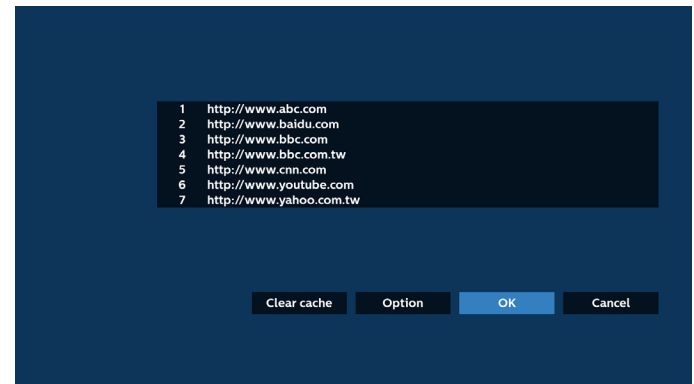 1 http://www.abc.com
2 http://www.baidu.com
3 http://www.bbc.com
4 http://www.bbc.com.tw
5 http://www.cnn.com
6 http://www.youtube.com
7 http://www.yahoo.com.tw
Clear cache Option OK Cancel